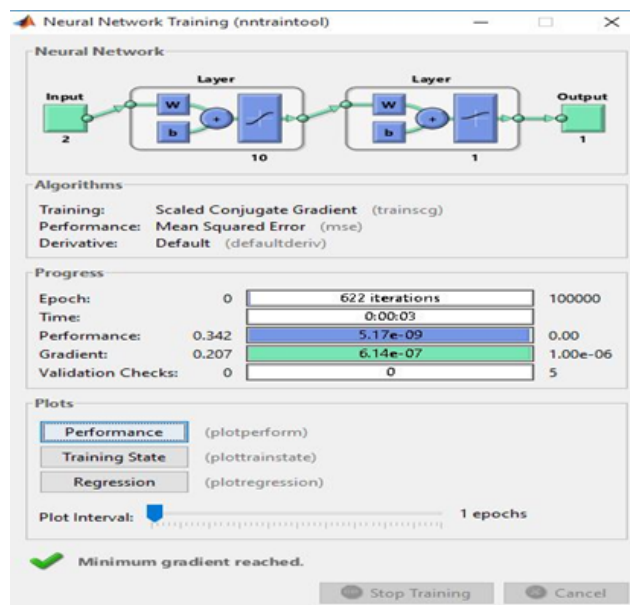 Neural Network Training (nntraintool)
Neural Network
Layer Layer
Input W b + W b + Output
2 10 1 1
Algorithms
Training: Scaled Conjugate Gradient (trainscg)
Performance: Mean Squared Error (mse)
Derivative: Default (defaultderiv)
Progress
Epoch: 0 622 iterations 100000
Time: 0:00:03
Performance: 0.342 5.17e-09 0.00
Gradient: 0.207 6.14e-07 1.00e-06
Validation Checks: 0 0 5
Plots
Performance (plotperform)
Training State (plottrainstate)
Regression (plotregression)
Plot Interval: 1 epochs
Minimum gradient reached.
Stop Training Cancel